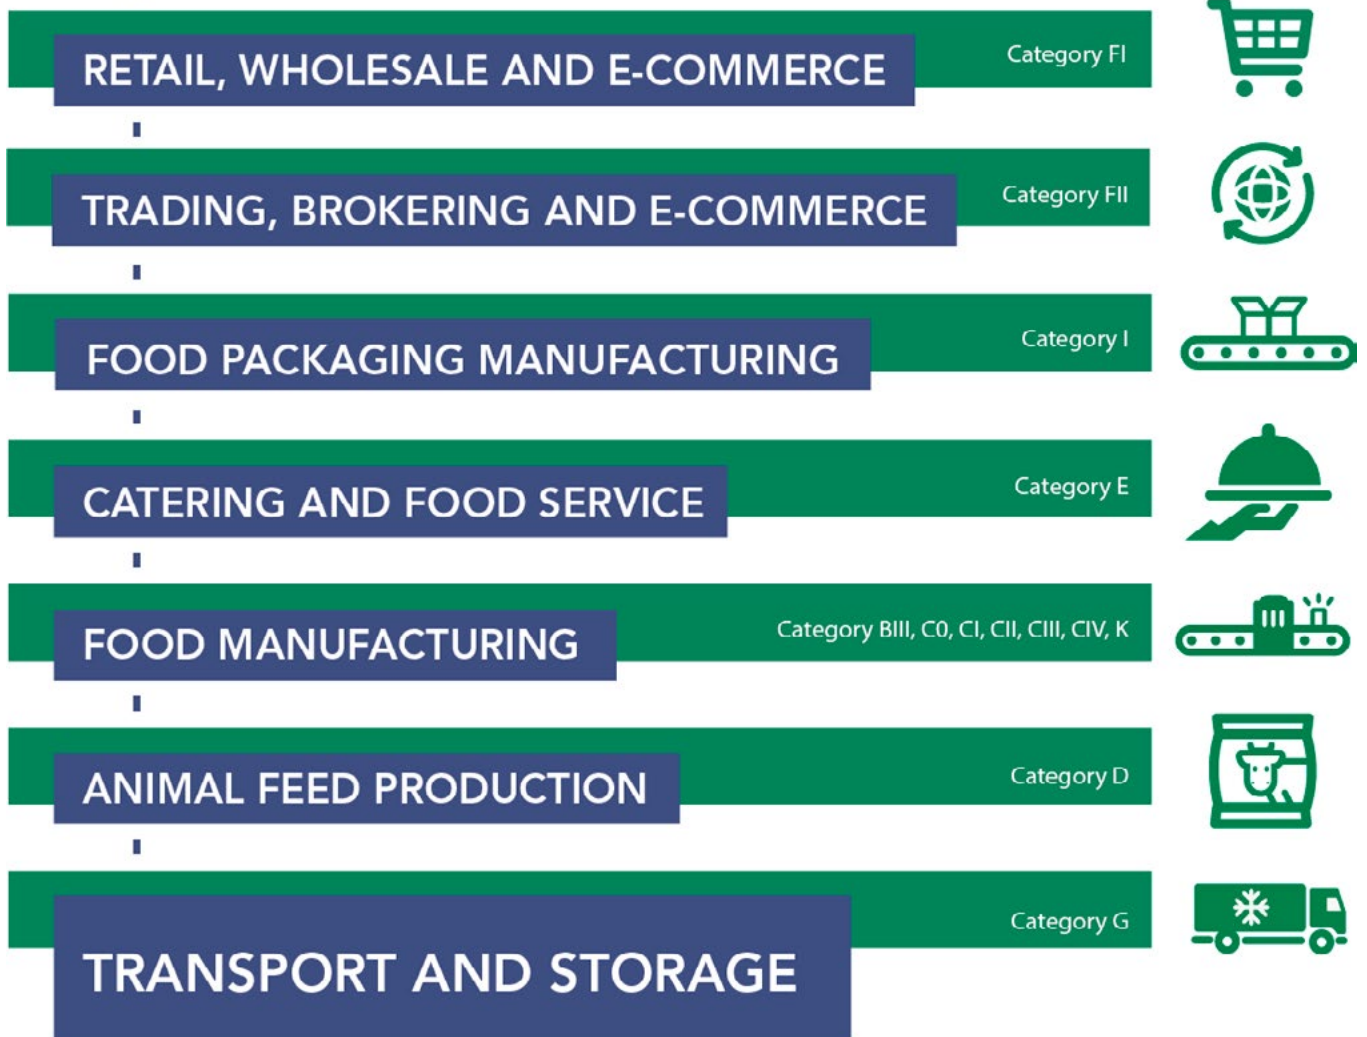 RETAIL, WHOLESALE AND E-COMMERCE
Category FI
TRADING, BROKERING AND E-COMMERCE
Category FII
FOOD PACKAGING MANUFACTURING
Category I
CATERING AND FOOD SERVICE
Category E
FOOD MANUFACTURING
Category BIII, C0, CI, CII, CIII, CIV, K
ANIMAL FEED PRODUCTION
Category D
TRANSPORT AND STORAGE
Category G